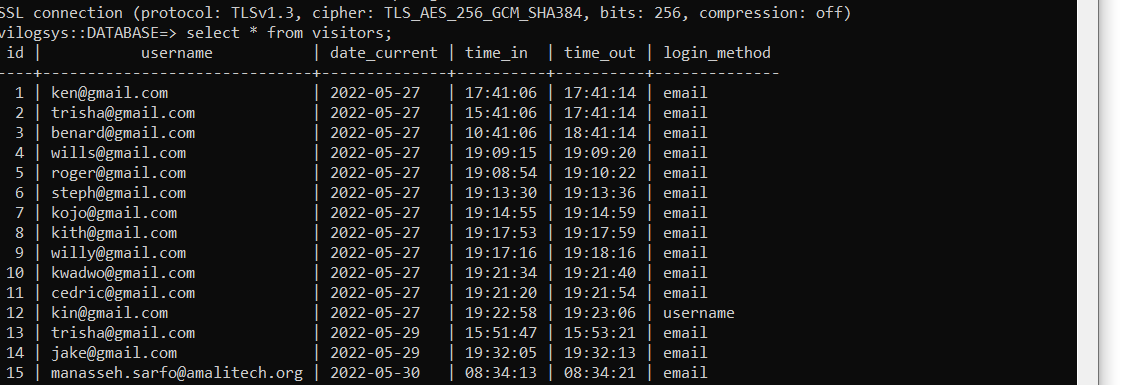 SSL connection (protocol: TLSv1.3, cipher: TLS_AES_256_GCM_SHA384, bits: 256, compression: off)
vilogsys::DATABASE=> select * from visitors;
 id |           username           | date_current | time_in  | time_out | login_method
----+------------------------------+--------------+----------+----------+--------------
  1 | ken@gmail.com                | 2022-05-27   | 17:41:06 | 17:41:14 | email
  2 | trisha@gmail.com             | 2022-05-27   | 15:41:06 | 17:41:14 | email
  3 | benard@gmail.com             | 2022-05-27   | 10:41:06 | 18:41:14 | email
  4 | wills@gmail.com              | 2022-05-27   | 19:09:15 | 19:09:20 | email
  5 | roger@gmail.com              | 2022-05-27   | 19:08:54 | 19:10:22 | email
  6 | steph@gmail.com              | 2022-05-27   | 19:13:30 | 19:13:36 | email
  7 | kojo@gmail.com               | 2022-05-27   | 19:14:55 | 19:14:59 | email
  8 | kith@gmail.com               | 2022-05-27   | 19:17:53 | 19:17:59 | email
  9 | willy@gmail.com              | 2022-05-27   | 19:17:16 | 19:18:16 | email
 10 | kwadwo@gmail.com             | 2022-05-27   | 19:21:34 | 19:21:40 | email
 11 | cedric@gmail.com             | 2022-05-27   | 19:21:20 | 19:21:54 | email
 12 | kin@gmail.com                | 2022-05-27   | 19:22:58 | 19:23:06 | username
 13 | trisha@gmail.com             | 2022-05-29   | 15:51:47 | 15:53:21 | email
 14 | jake@gmail.com               | 2022-05-29   | 19:32:05 | 19:32:13 | email
 15 | manasseh.sarfo@amalitech.org | 2022-05-30   | 08:34:13 | 08:34:21 | email